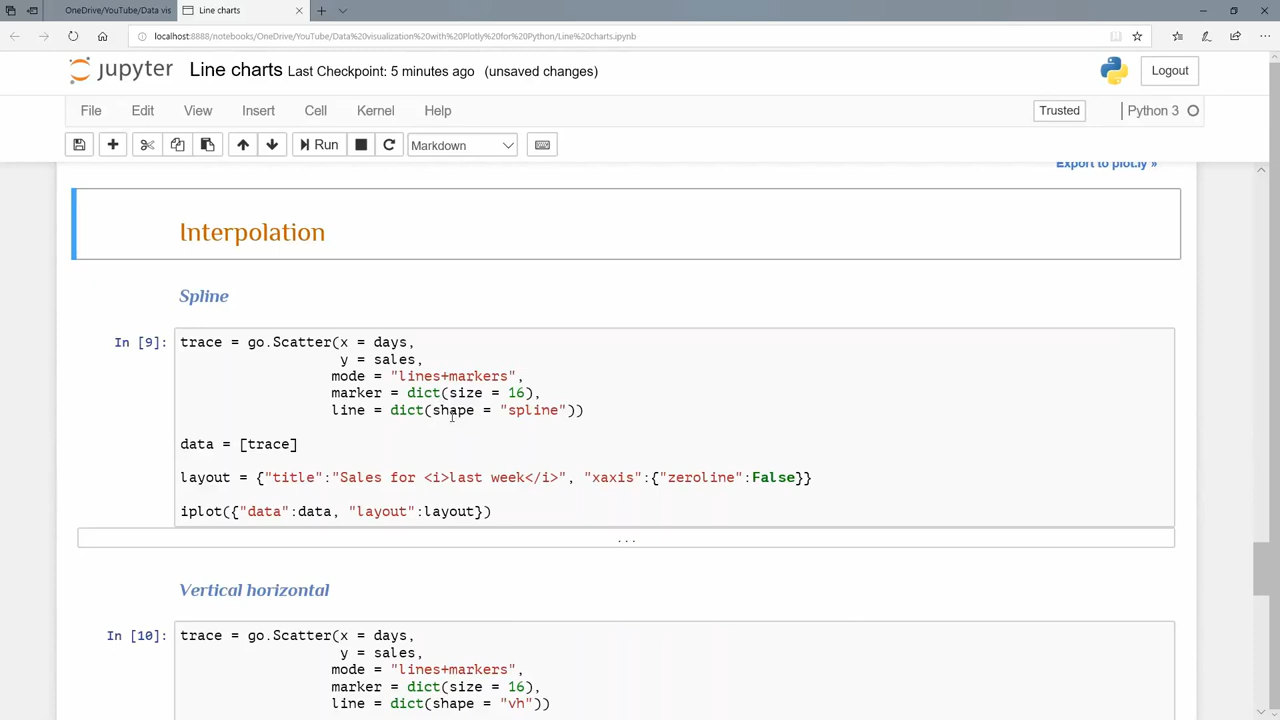 OneDrive/YouTube/Data vis
Line charts
localhost:8888/notebooks/OneDrive/YouTube/Data%20visualization%20with%20Plotly%20for%20Python/Line%20charts.ipynb
jupyter Line charts Last Checkpoint: 5 minutes ago (unsaved changes)
Logout
File Edit View Insert Cell Kernel Help
Trusted
Python 3
Run
Markdown
Export to plot.ly »
Interpolation
Spline
In [9]: trace = go.Scatter(x = days,
y = sales,
mode = "lines+markers",
marker = dict(size = 16),
line = dict(shape = "spline"))
data = [trace]
layout = {"title":"Sales for <i>last week</i>", "xaxis":{"zeroline":False}}
iplot({"data":data, "layout":layout})
...
Vertical horizontal
In [10]: trace = go.Scatter(x = days,
y = sales,
mode = "lines+markers",
marker = dict(size = 16),
line = dict(shape = "vh"))